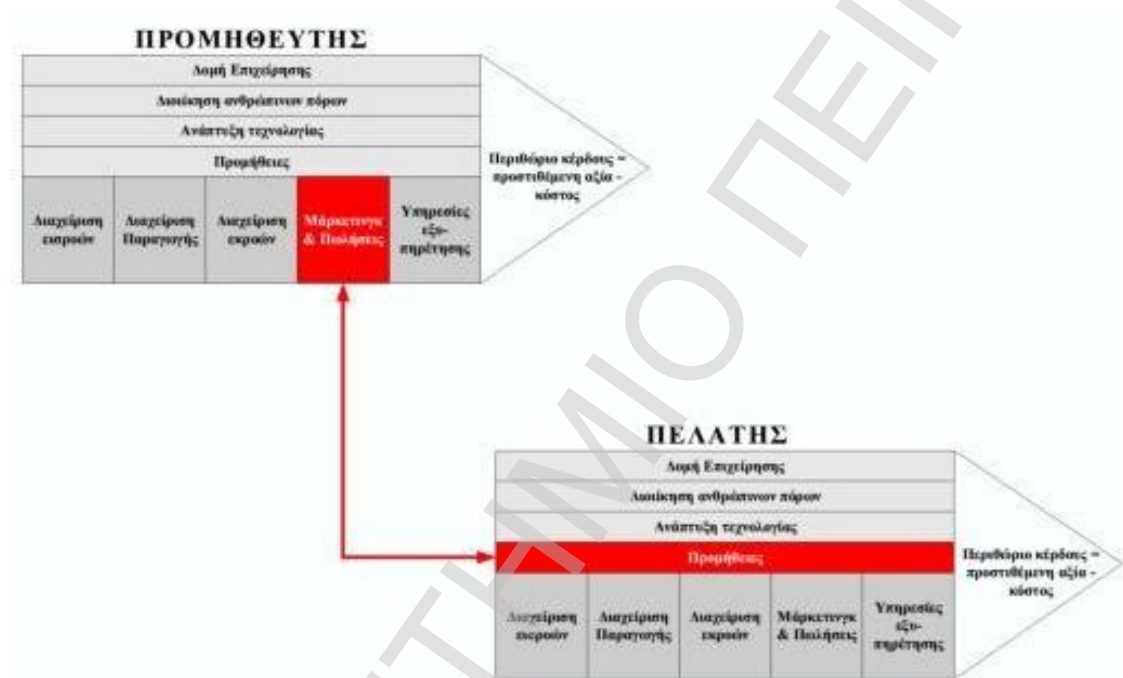 ΠΡΟΜΗΘΕΥΤΗΣ
Δομή Επιχείρησης
Διοίκηση ανθρώπινων πόρων
Ανάπτυξη τεχνολογίας
Προμήθειες
Διαχείριση
εισροών
Διαχείριση
Παραγωγής
Διαχείριση
εκροών
Μάρκετινγκ
& Πωλήσεις
Υπηρεσίες
εξυ-
πηρέτησης
Περιθώριο κέρδους =
προστιθέμενη αξία -
κόστος
ΠΕΛΑΤΗΣ
Δομή Επιχείρησης
Διοίκηση ανθρώπινων πόρων
Ανάπτυξη τεχνολογίας
Προμήθειες
Διαχείριση
εισροών
Διαχείριση
Παραγωγής
Διαχείριση
εκροών
Μάρκετινγκ
& Πωλήσεις
Υπηρεσίες
εξυ-
πηρέτησης
Περιθώριο κέρδους =
προστιθέμενη αξία -
κόστος